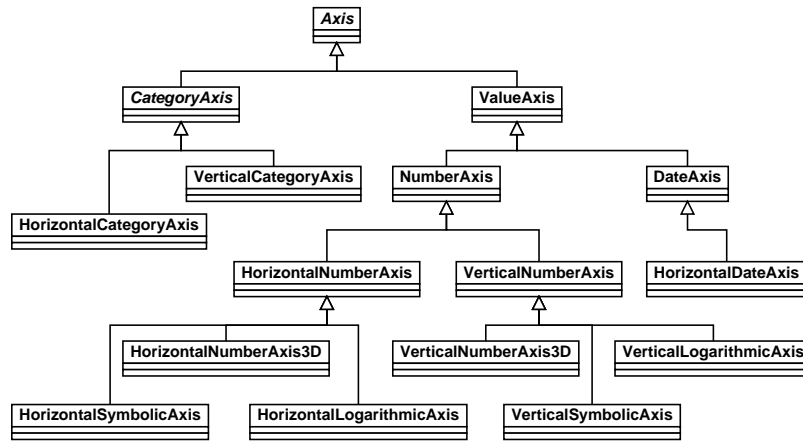 Axis
CategoryAxis
ValueAxis
VerticalCategoryAxis
NumberAxis
DateAxis
HorizontalCategoryAxis
HorizontalNumberAxis
VerticalNumberAxis
HorizontalDateAxis
HorizontalNumberAxis3D
VerticalNumberAxis3D
VerticalLogarithmicAxis
HorizontalSymbolicAxis
HorizontalLogarithmicAxis
VerticalSymbolicAxis